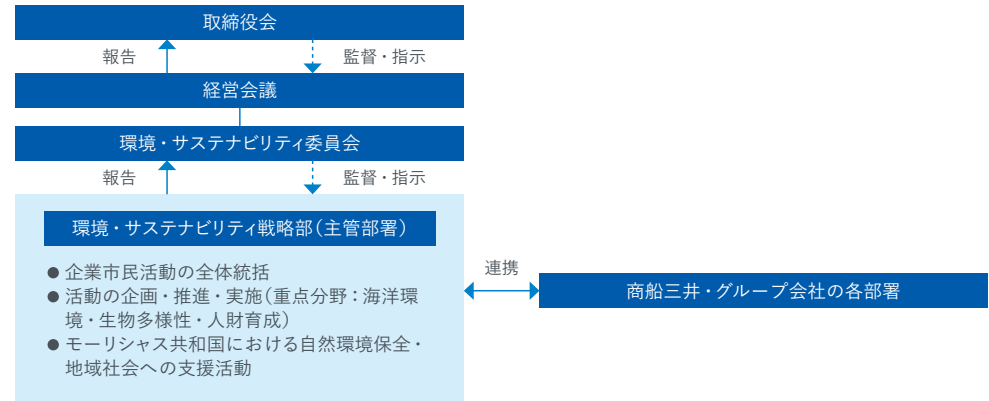 取締役会
報告
監督・指示
経営会議
環境・サステナビリティ委員会
報告
監督・指示
環境・サステナビリティ戦略部(主管部署)
● 企業市民活動の全体統括
● 活動の企画・推進・実施(重点分野:海洋環
境・生物多様性・人財育成)
● モーリシャス共和国における自然環境保全・
地域社会への支援活動
連携
商船三井・グループ会社の各部署